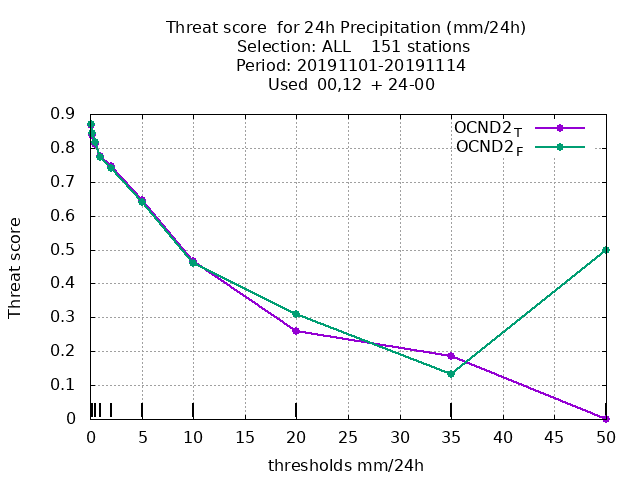 Threat score  for 24h Precipitation (mm/24h)
Selection: ALL    151 stations
Period: 20191101-20191114
Used  00,12  + 24-00
OCND2T
OCND2F
Threat score
0.9
0.8
0.7
0.6
0.5
0.4
0.3
0.2
0.1
0
0 5 10 15 20 25 30 35 40 45 50
thresholds mm/24h